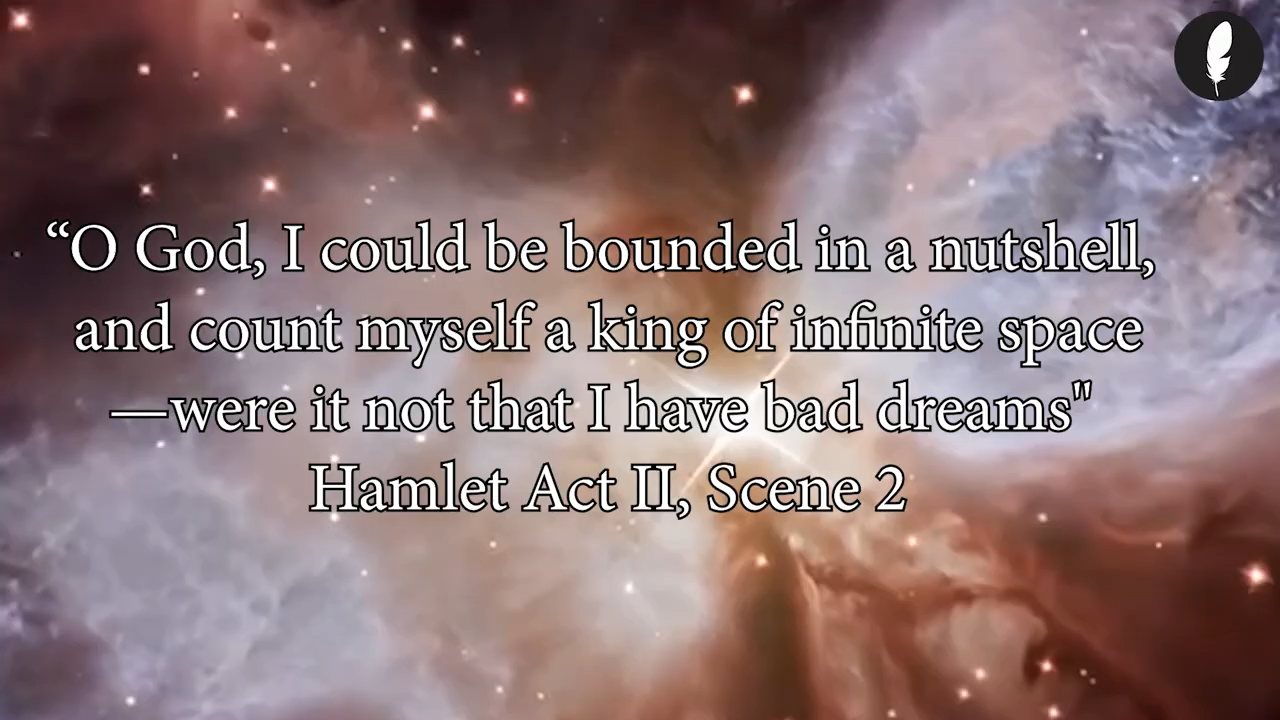 “O God, I could be bounded in a nutshell,
and count myself a king of infinite space
—were it not that I have bad dreams"
Hamlet Act II, Scene 2